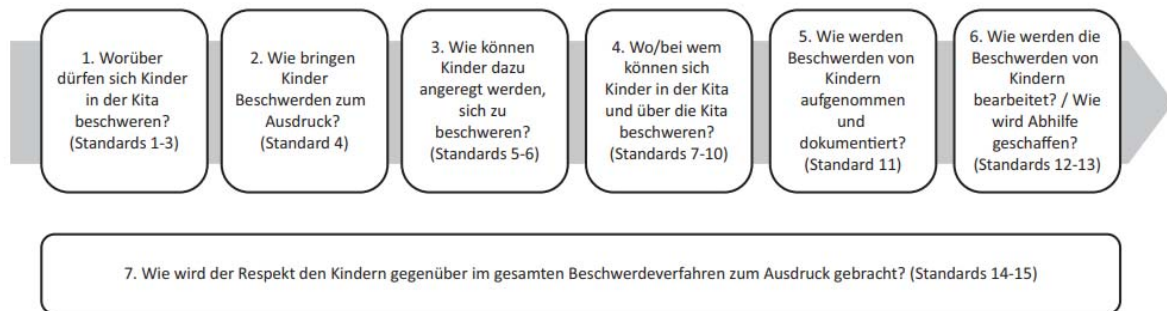 1. Worüber
dürfen sich Kinder
in der Kita
beschweren?
(Standards 1-3)
2. Wie bringen
Kinder
Beschwerden zum
Ausdruck?
(Standard 4)
3. Wie können
Kinder dazu
angeregt werden,
sich zu
beschweren?
(Standards 5-6)
4. Wo/bei wem
können sich
Kinder in der Kita
und über die Kita
beschweren?
(Standards 7-10)
5. Wie werden
Beschwerden von
Kindern
aufgenommen
und
dokumentiert?
(Standard 11)
6. Wie werden die
Beschwerden von
Kindern
bearbeitet? / Wie
wird Abhilfe
geschaffen?
(Standards 12-13)
7. Wie wird der Respekt den Kindern gegenüber im gesamten Beschwerdeverfahren zum Ausdruck gebracht? (Standards 14-15)